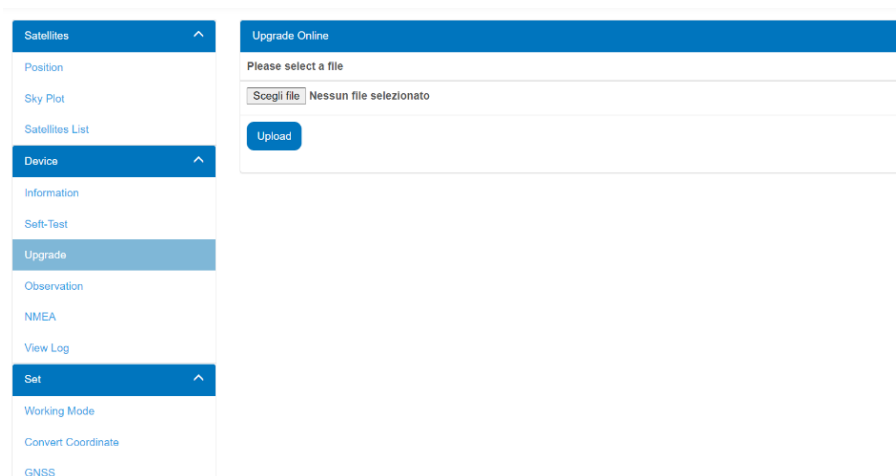 Satellites
Position
Sky Plot
Satellites List
Device
Information
Seft-Test
Upgrade
Observation
NMEA
View Log
Set
Working Mode
Convert Coordinate
GNSS
Upgrade Online
Please select a file
Scegli file Nessun file selezionato
Upload